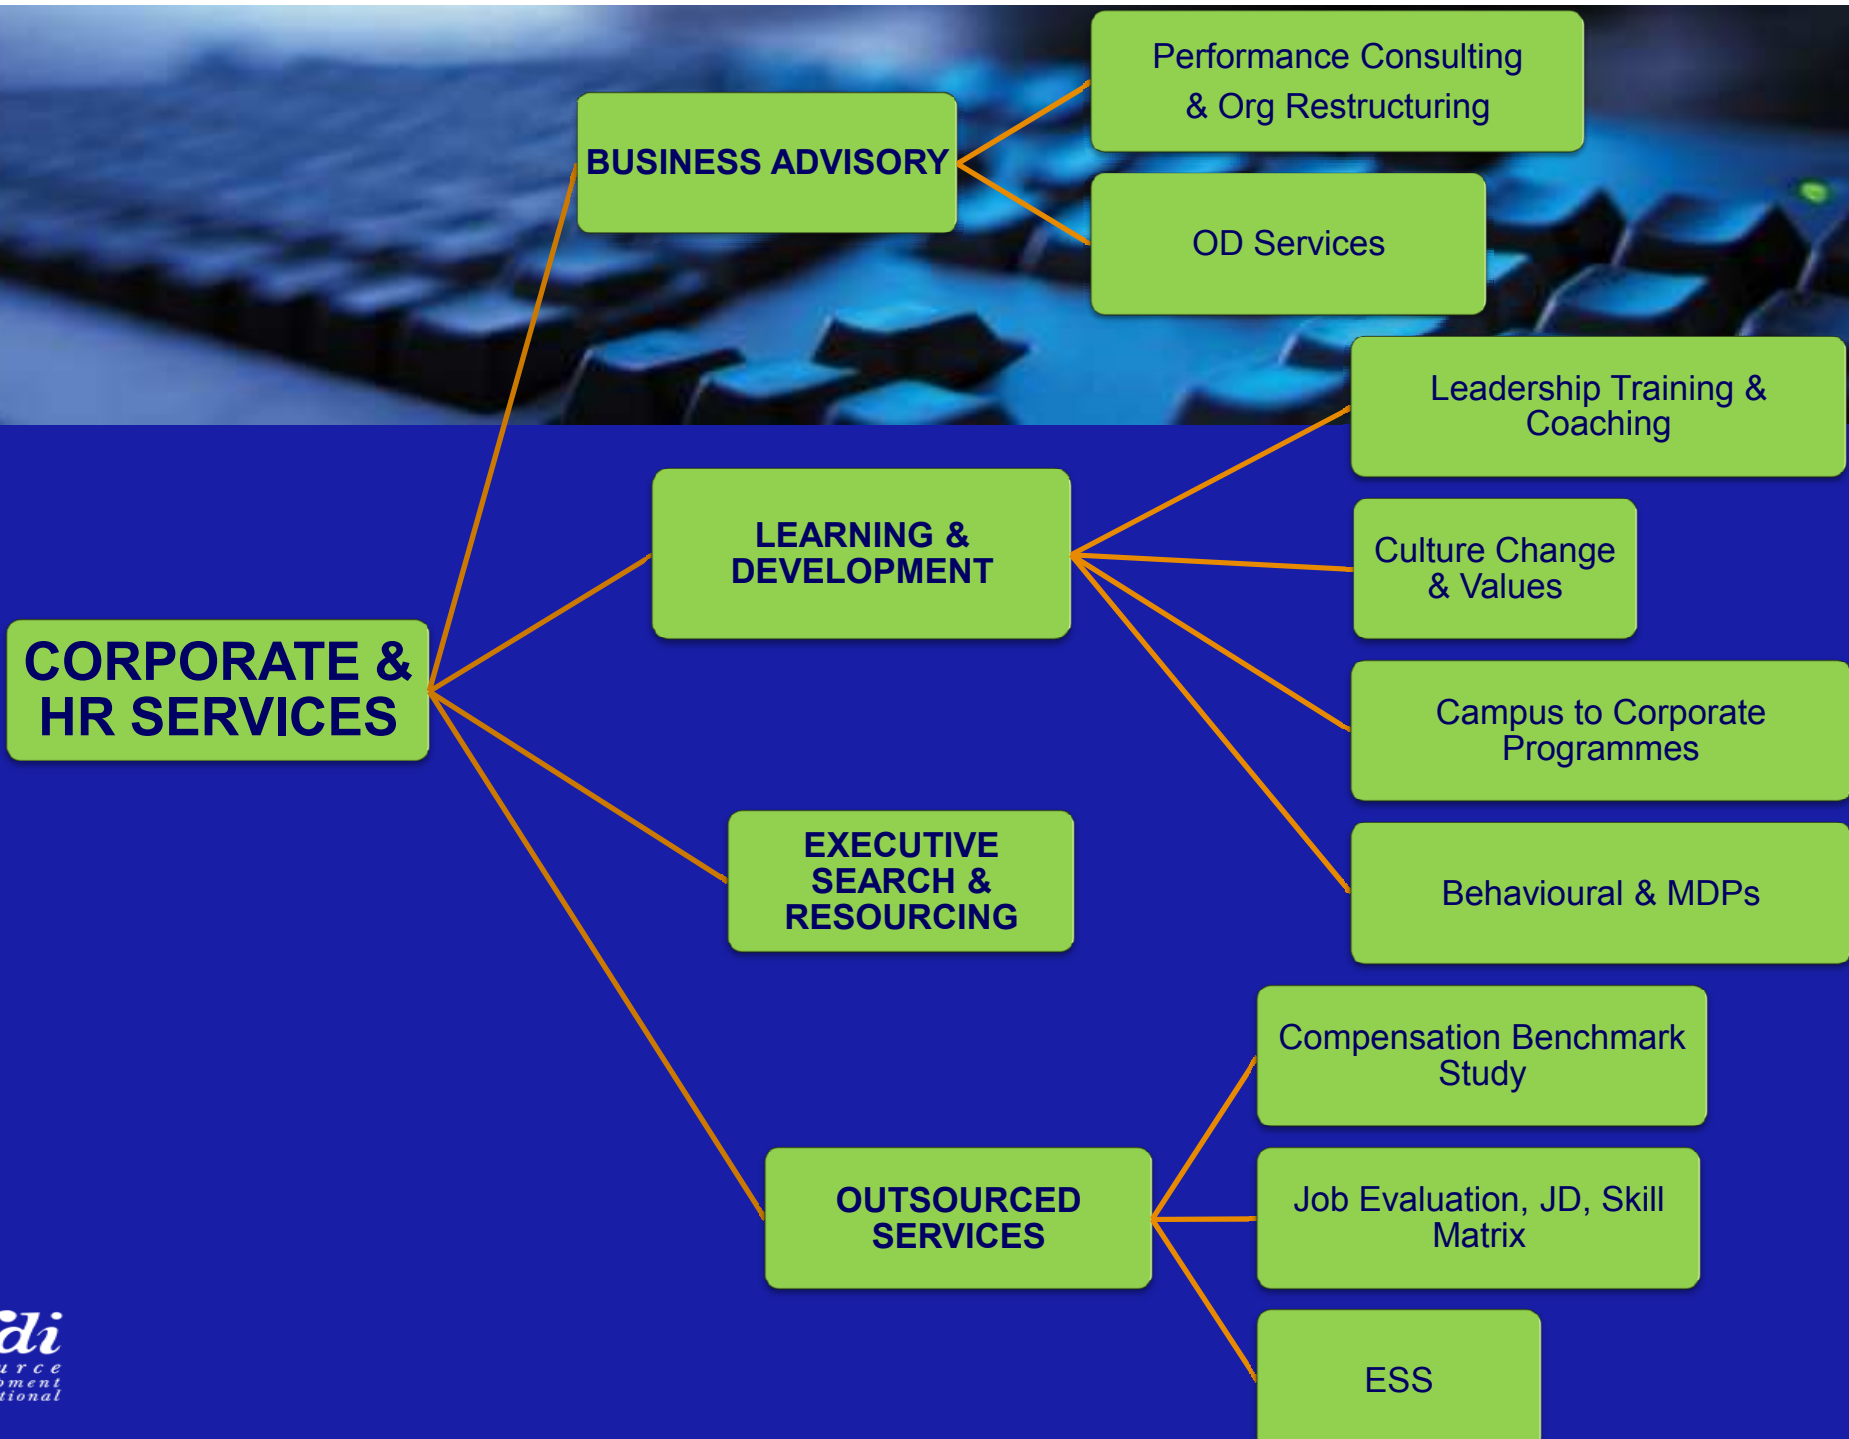 Performance Consulting
& Org Restructuring
BUSINESS ADVISORY
OD Services
Leadership Training &
Coaching
LEARNING &
DEVELOPMENT
Culture Change
& Values
CORPORATE &
HR SERVICES
Campus to Corporate
Programmes
EXECUTIVE
SEARCH &
RESOURCING
Behavioural & MDPs
Compensation Benchmark
Study
OUTSOURCED
SERVICES
Job Evaluation, JD, Skill
Matrix
ESS
di